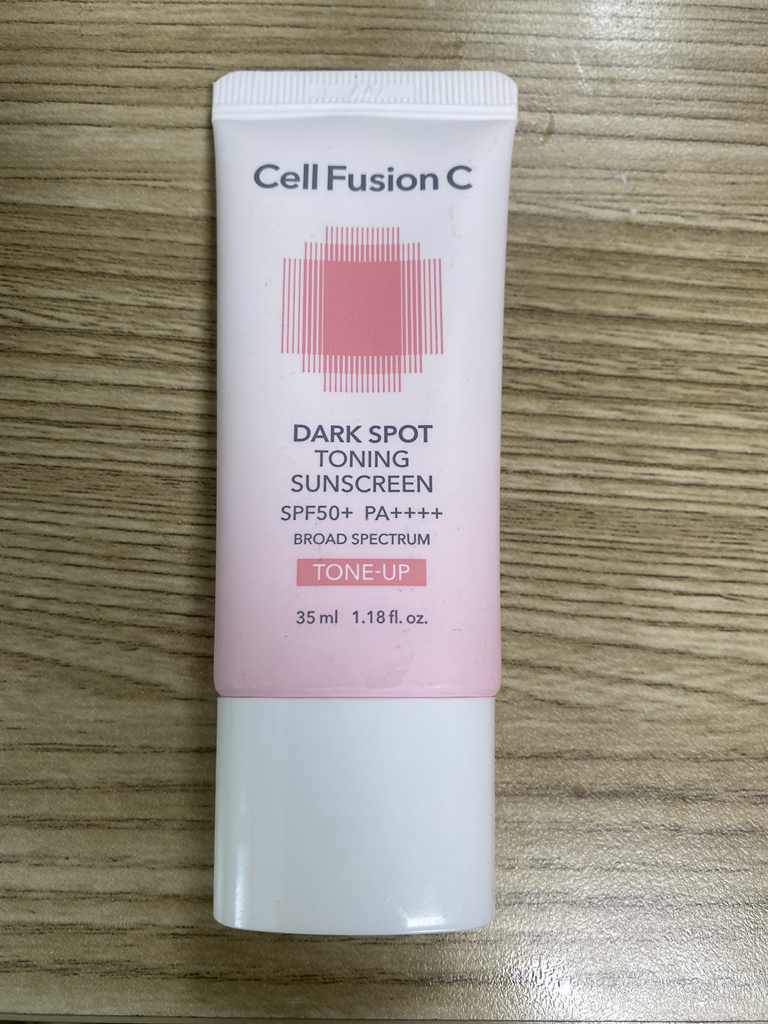 Cell Fusion C
DARK SPOT
TONING
SUNSCREEN
SPF50+ PA++++
BROAD SPECTRUM
TONE-UP
35 ml 1.18 fl. oz.